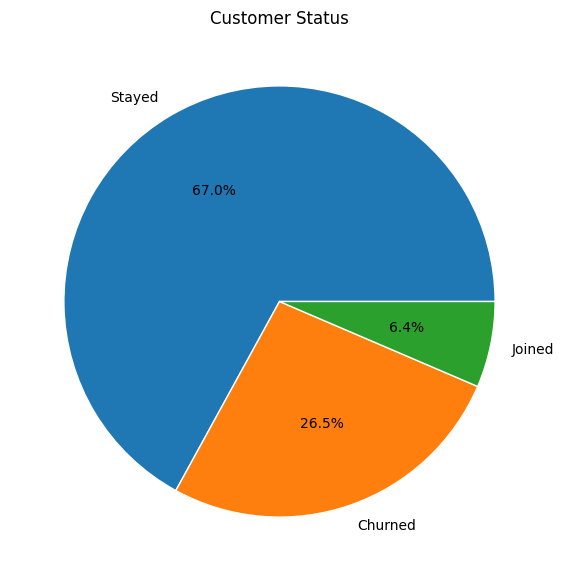 Customer Status
Stayed
67.0%
6.4%
Joined
26.5%
Churned